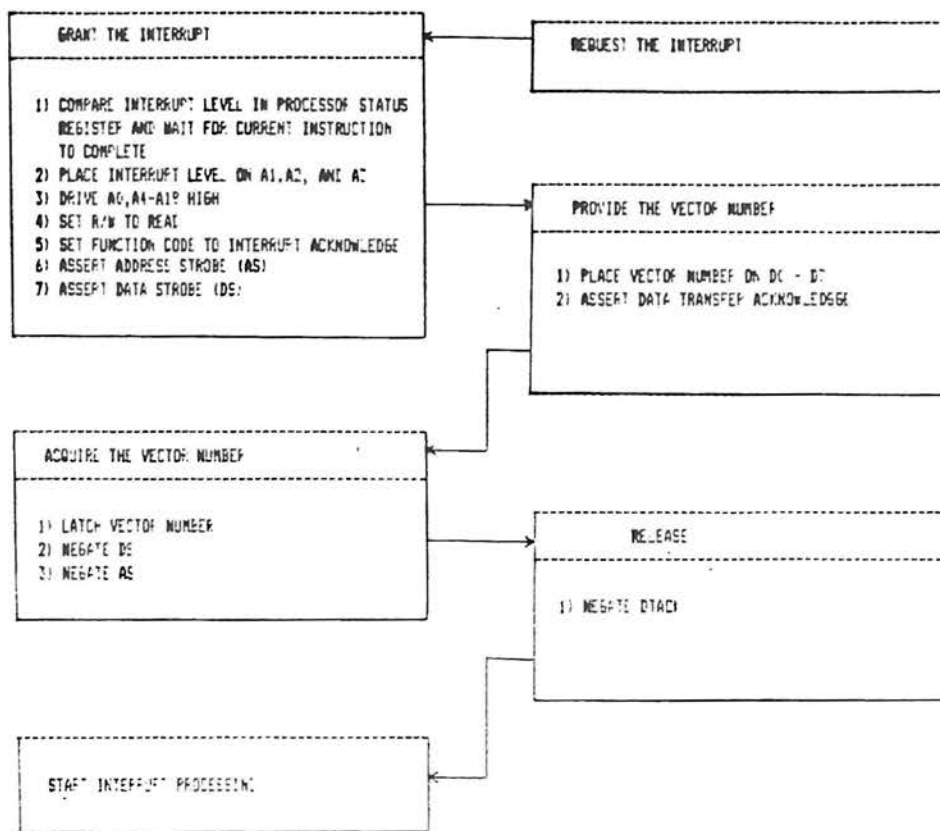 GRANT THE INTERRUPT
REQUEST THE INTERRUPT
1) COMPARE INTERRUPT LEVEL IN PROCESSOR STATUS
REGISTER AND WAIT FOR CURRENT INSTRUCTION
TO COMPLETE
2) PLACE INTERRUPT LEVEL ON A1,A2, AND A3
3) DRIVE A0,A4-A19 HIGH
4) SET R/W TO READ
5) SET FUNCTION CODE TO INTERRUPT ACKNOWLEDGE
6) ASSERT ADDRESS STROBE (AS)
7) ASSERT DATA STROBE (DS)
PROVIDE THE VECTOR NUMBER
1) PLACE VECTOR NUMBER ON D0 - D7
2) ASSERT DATA TRANSFER ACKNOWLEDSGE
ACQUIRE THE VECTOR NUMBER
1) LATCH VECTOR NUMBER
2) NEGATE DS
3) NEGATE AS
RELEASE
1) NEGATE DTACK
START INTERRUPT PROCESSING